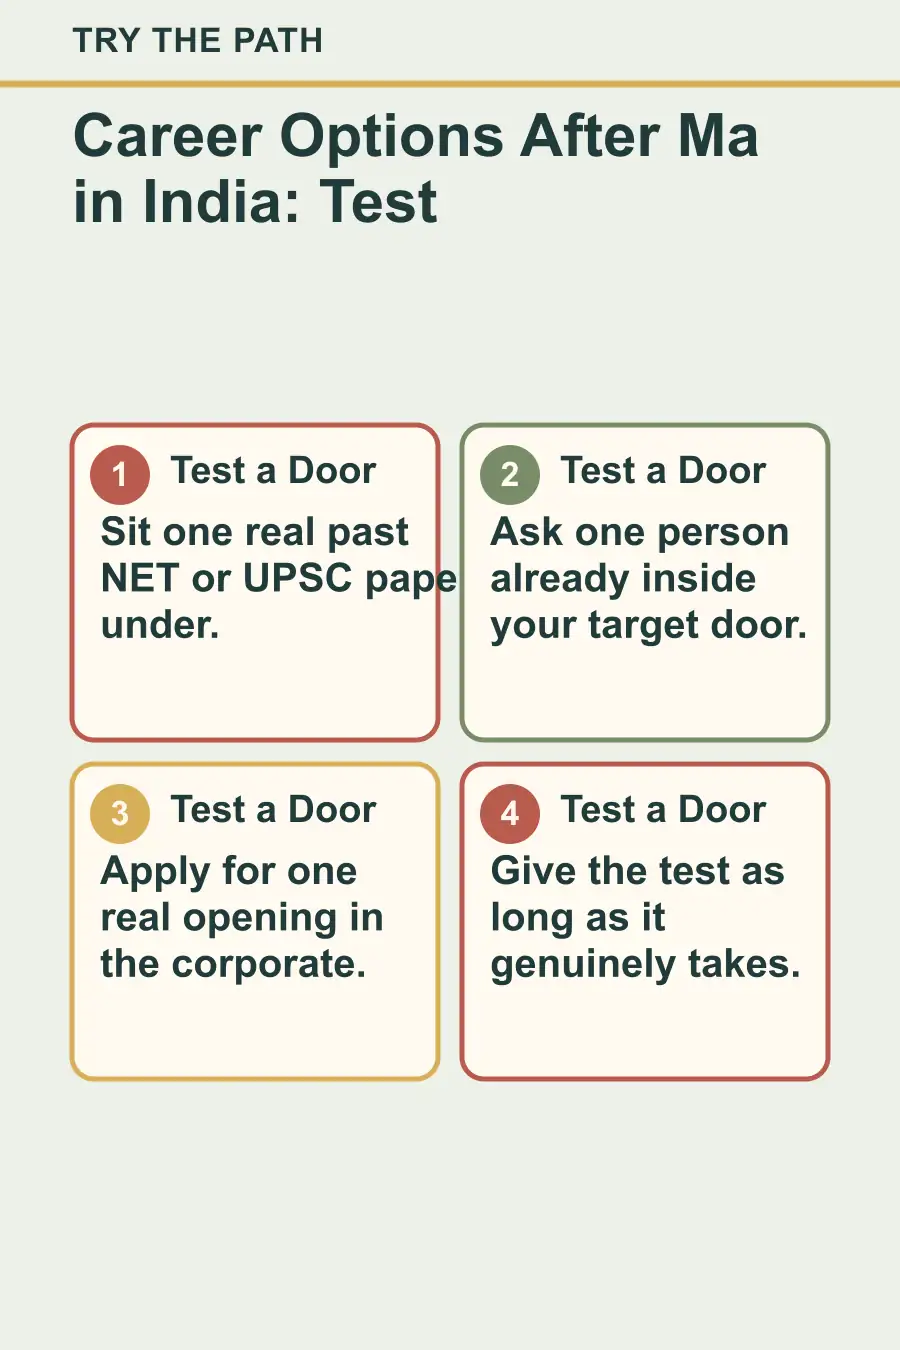 TRY THE PATH
Career Options After Ma
in India: Test
1 Test a Door
Sit one real past
NET or UPSC pape
under.
2 Test a Door
Ask one person
already inside
your target door.
3 Test a Door
Apply for one
real opening in
the corporate.
4 Test a Door
Give the test as
long as it
genuinely takes.